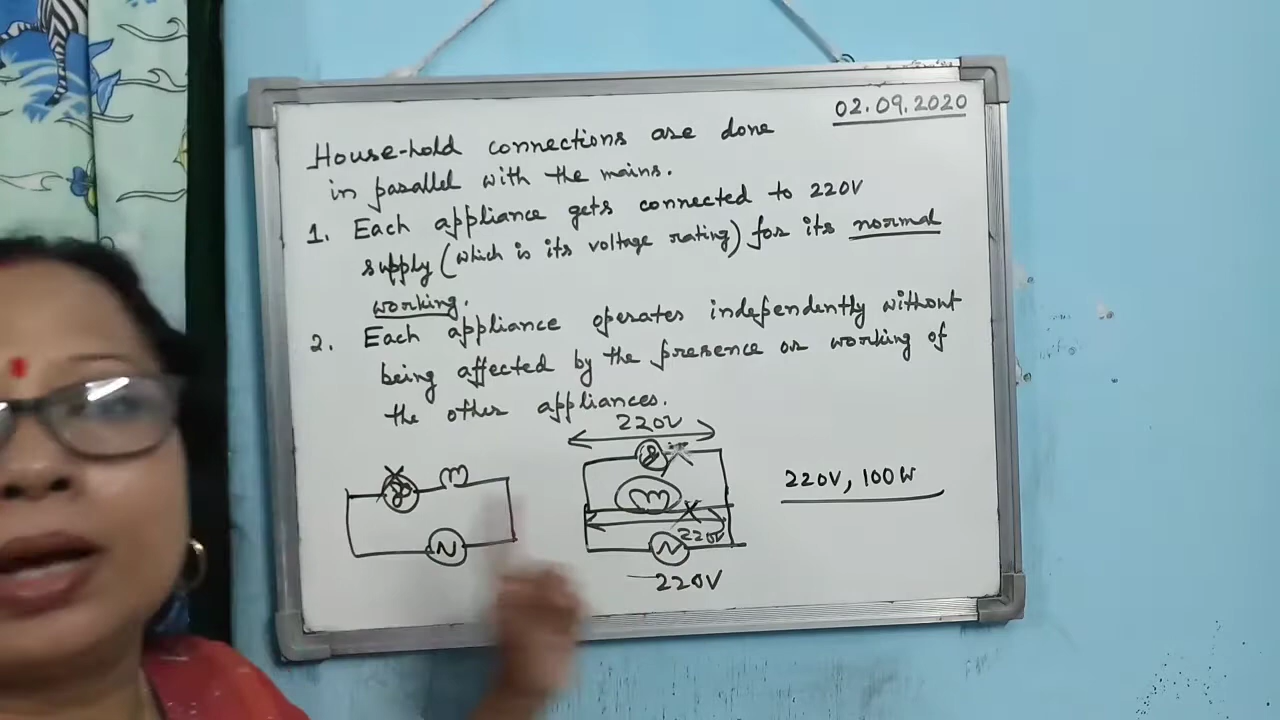 02.09.2020
House-hold connections are done
in parallel with the mains.
1. Each appliance gets connected to 220V
supply (which is its voltage rating) for its normal
working.
2. Each appliance operates independently without
being affected by the presence or working of
the other appliances.
220V
220V
220V
220V, 100W